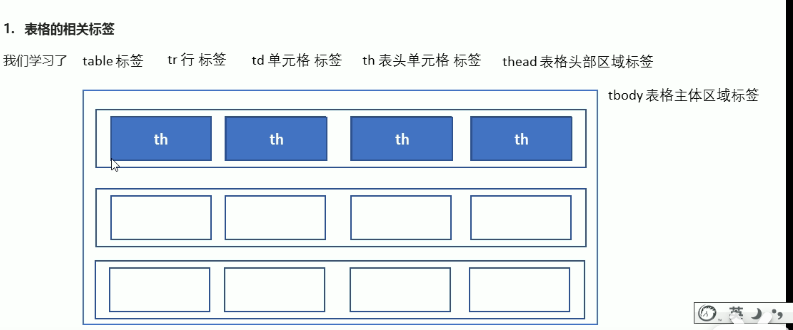 1. 表格的相关标签
我们学习了 table 标签 tr 行 标签 td 单元格 标签 th 表头单元格 标签 thead 表格头部区域标签
tbody 表格主体区域标签
th th th th
英